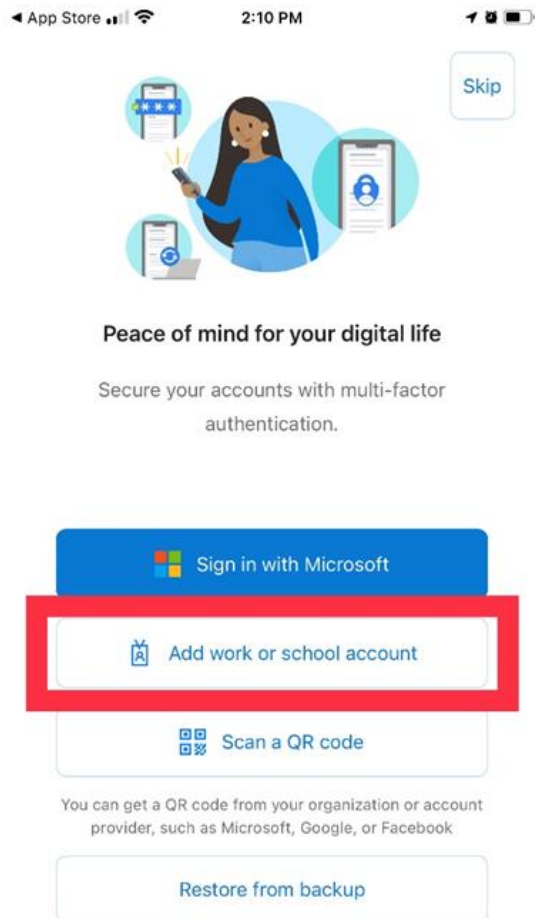 ◀ App Store 2:10 PM
Skip
* * *
Peace of mind for your digital life
Secure your accounts with multi-factor
authentication.
Sign in with Microsoft
Add work or school account
Scan a QR code
You can get a QR code from your organization or account
provider, such as Microsoft, Google, or Facebook
Restore from backup